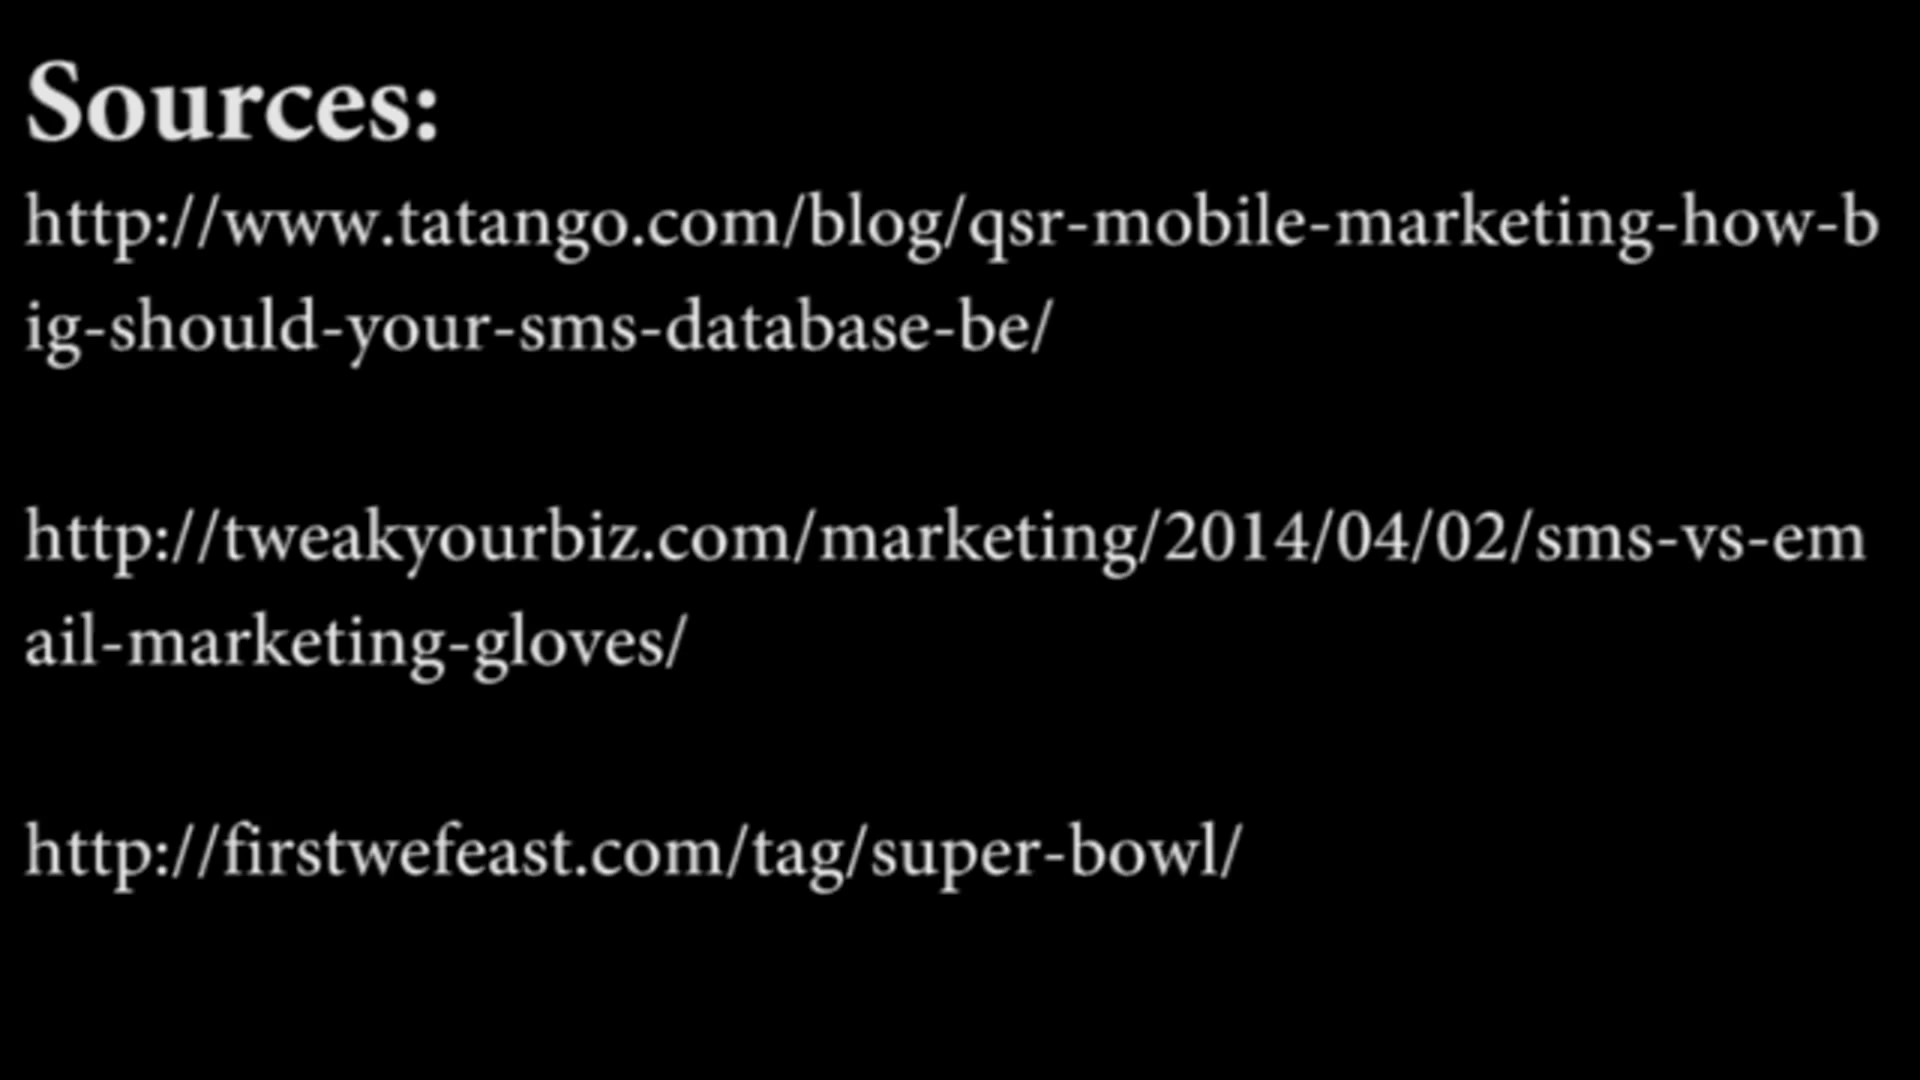 Sources:
http://www.tatango.com/blog/qsr-mobile-marketing-how-b
ig-should-your-sms-database-be/
http://tweakyourbiz.com/marketing/2014/04/02/sms-vs-em
ail-marketing-gloves/
http://firstwefeast.com/tag/super-bowl/